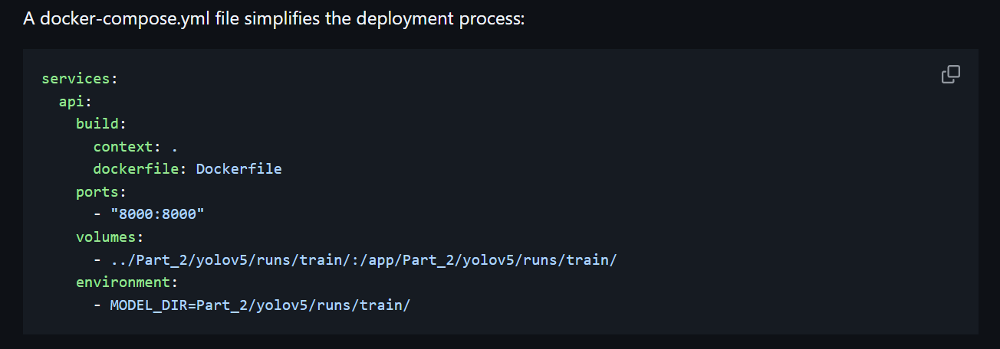 A docker-compose.yml file simplifies the deployment process:
services:
  api:
    build:
      context: .
      dockerfile: Dockerfile
    ports:
      - "8000:8000"
    volumes:
      - ../Part_2/yolov5/runs/train/:/app/Part_2/yolov5/runs/train/
    environment:
      - MODEL_DIR=Part_2/yolov5/runs/train/